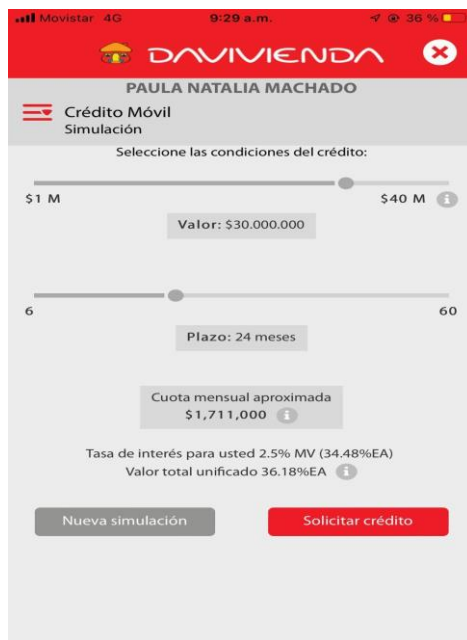 Movistar 4G 9:29 a.m. 36 %
DAVIVIENDA
PAULA NATALIA MACHADO
Crédito Móvil
Simulación
Seleccione las condiciones del crédito:
$1 M $40 M
Valor: $30.000.000
6 60
Plazo: 24 meses
Cuota mensual aproximada
$1,711,000
Tasa de interés para usted 2.5% MV (34.48%EA)
Valor total unificado 36.18%EA
Nueva simulación Solicitar crédito